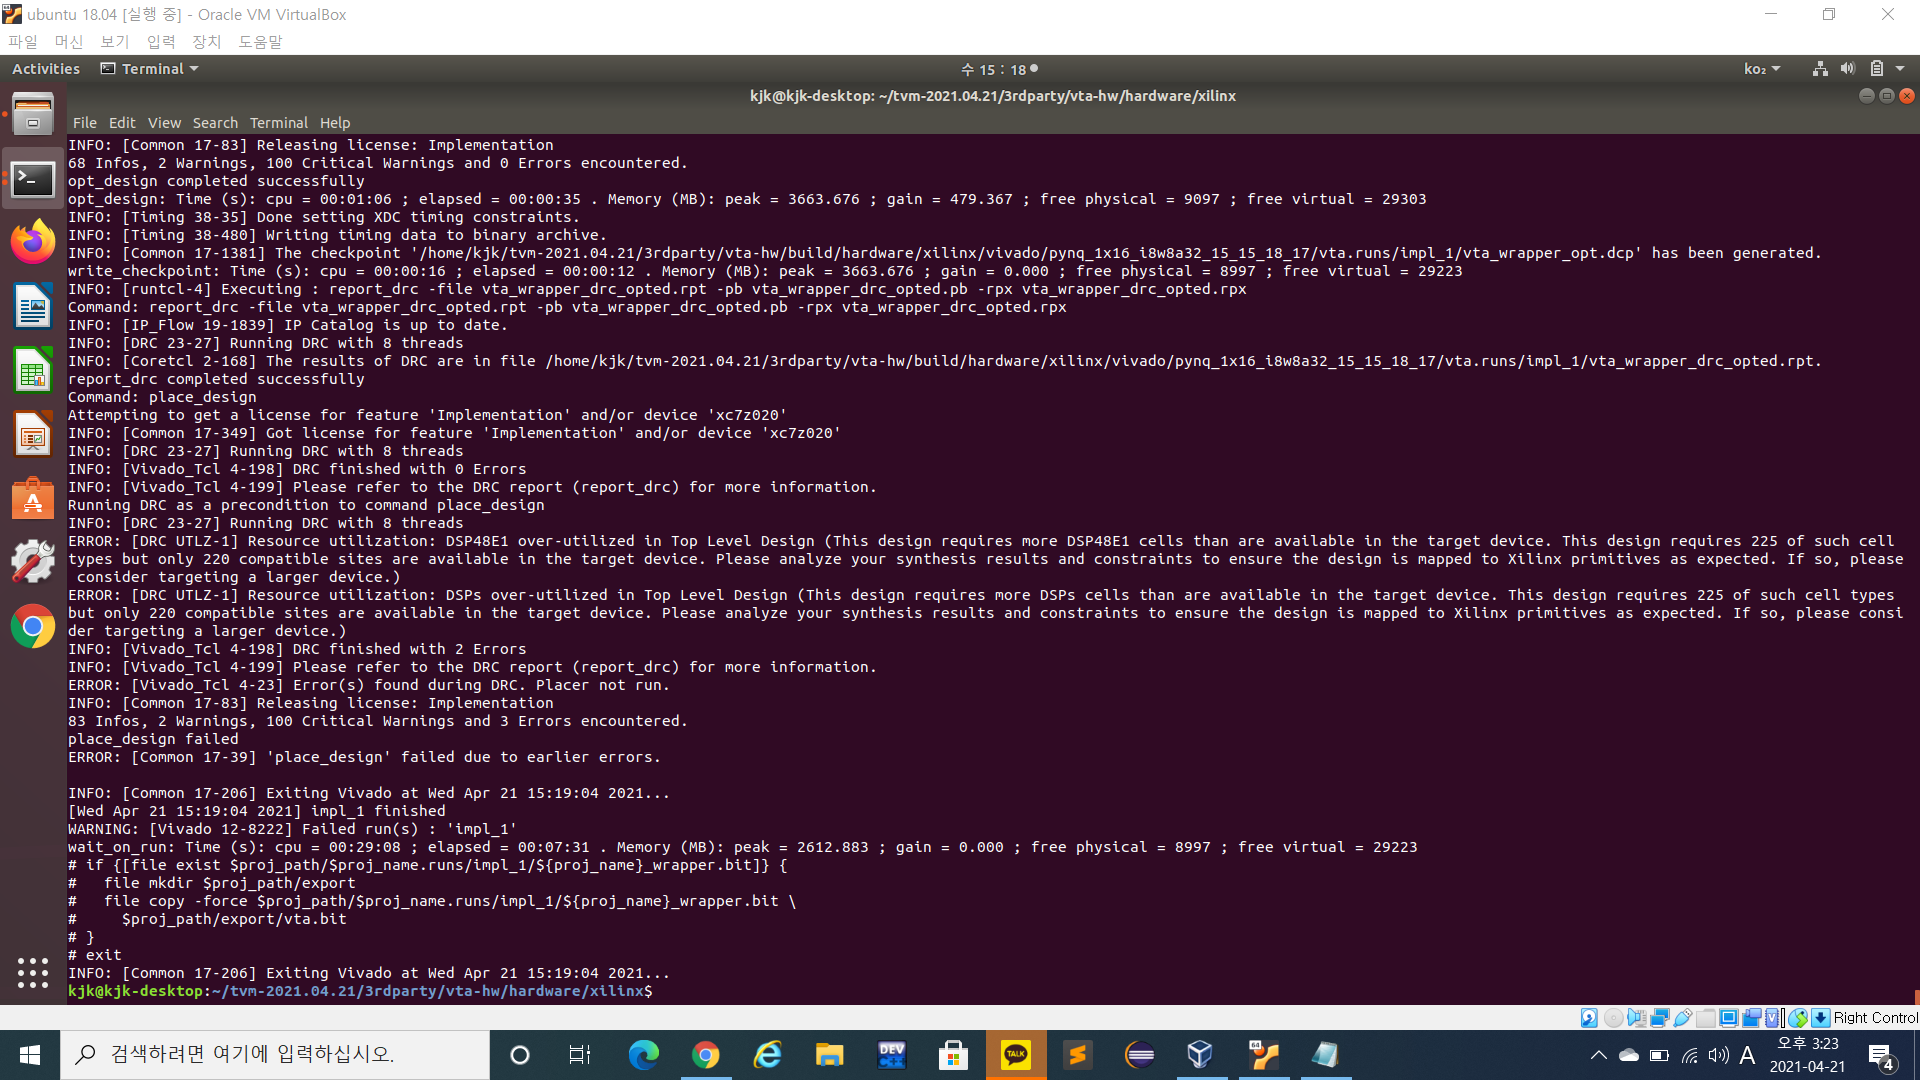 ubuntu 18.04 [실행 중] - Oracle VM VirtualBox
파일 머신 보기 입력 장치 도움말
Activities Terminal 수 15 : 18 ko₂
kjk@kjk-desktop: ~/tvm-2021.04.21/3rdparty/vta-hw/hardware/xilinx
File Edit View Search Terminal Help
INFO: [Common 17-83] Releasing license: Implementation
68 Infos, 2 Warnings, 100 Critical Warnings and 0 Errors encountered.
opt_design completed successfully
opt_design: Time (s): cpu = 00:01:06 ; elapsed = 00:00:35 . Memory (MB): peak = 3663.676 ; gain = 479.367 ; free physical = 9097 ; free virtual = 29303
INFO: [Timing 38-35] Done setting XDC timing constraints.
INFO: [Timing 38-480] Writing timing data to binary archive.
INFO: [Common 17-1381] The checkpoint '/home/kjk/tvm-2021.04.21/3rdparty/vta-hw/build/hardware/xilinx/vivado/pynq_1x16_i8w8a32_15_15_18_17/vta.runs/impl_1/vta_wrapper_opt.dcp' has been generated.
write_checkpoint: Time (s): cpu = 00:00:16 ; elapsed = 00:00:12 . Memory (MB): peak = 3663.676 ; gain = 0.000 ; free physical = 8997 ; free virtual = 29223
INFO: [runtcl-4] Executing : report_drc -file vta_wrapper_drc_opted.rpt -pb vta_wrapper_drc_opted.pb -rpx vta_wrapper_drc_opted.rpx
Command: report_drc -file vta_wrapper_drc_opted.rpt -pb vta_wrapper_drc_opted.pb -rpx vta_wrapper_drc_opted.rpx
INFO: [IP_Flow 19-1839] IP Catalog is up to date.
INFO: [DRC 23-27] Running DRC with 8 threads
INFO: [Coretcl 2-168] The results of DRC are in file /home/kjk/tvm-2021.04.21/3rdparty/vta-hw/build/hardware/xilinx/vivado/pynq_1x16_i8w8a32_15_15_18_17/vta.runs/impl_1/vta_wrapper_drc_opted.rpt.
report_drc completed successfully
Command: place_design
Attempting to get a license for feature 'Implementation' and/or device 'xc7z020'
INFO: [Common 17-349] Got license for feature 'Implementation' and/or device 'xc7z020'
INFO: [DRC 23-27] Running DRC with 8 threads
INFO: [Vivado_Tcl 4-198] DRC finished with 0 Errors
INFO: [Vivado_Tcl 4-199] Please refer to the DRC report (report_drc) for more information.
Running DRC as a precondition to command place_design
INFO: [DRC 23-27] Running DRC with 8 threads
ERROR: [DRC UTLZ-1] Resource utilization: DSP48E1 over-utilized in Top Level Design (This design requires more DSP48E1 cells than are available in the target device. This design requires 225 of such cell
types but only 220 compatible sites are available in the target device. Please analyze your synthesis results and constraints to ensure the design is mapped to Xilinx primitives as expected. If so, please
consider targeting a larger device.)
ERROR: [DRC UTLZ-1] Resource utilization: DSPs over-utilized in Top Level Design (This design requires more DSPs cells than are available in the target device. This design requires 225 of such cell types
but only 220 compatible sites are available in the target device. Please analyze your synthesis results and constraints to ensure the design is mapped to Xilinx primitives as expected. If so, please consi
der targeting a larger device.)
INFO: [Vivado_Tcl 4-198] DRC finished with 2 Errors
INFO: [Vivado_Tcl 4-199] Please refer to the DRC report (report_drc) for more information.
ERROR: [Vivado_Tcl 4-23] Error(s) found during DRC. Placer not run.
INFO: [Common 17-83] Releasing license: Implementation
83 Infos, 2 Warnings, 100 Critical Warnings and 3 Errors encountered.
place_design failed
ERROR: [Common 17-39] 'place_design' failed due to earlier errors.
INFO: [Common 17-206] Exiting Vivado at Wed Apr 21 15:19:04 2021...
[Wed Apr 21 15:19:04 2021] impl_1 finished
WARNING: [Vivado 12-8222] Failed run(s) : 'impl_1'
wait_on_run: Time (s): cpu = 00:29:08 ; elapsed = 00:07:31 . Memory (MB): peak = 2612.883 ; gain = 0.000 ; free physical = 8997 ; free virtual = 29223
# if {[file exist $proj_path/$proj_name.runs/impl_1/${proj_name}_wrapper.bit]} {
#   file mkdir $proj_path/export
#   file copy -force $proj_path/$proj_name.runs/impl_1/${proj_name}_wrapper.bit \
#     $proj_path/export/vta.bit
# }
# exit
INFO: [Common 17-206] Exiting Vivado at Wed Apr 21 15:19:04 2021...
kjk@kjk-desktop:~/tvm-2021.04.21/3rdparty/vta-hw/hardware/xilinx$
Right Control
검색하려면 여기에 입력하십시오.
DEV
TALK
64
A
오후 3:23
2021-04-21
4